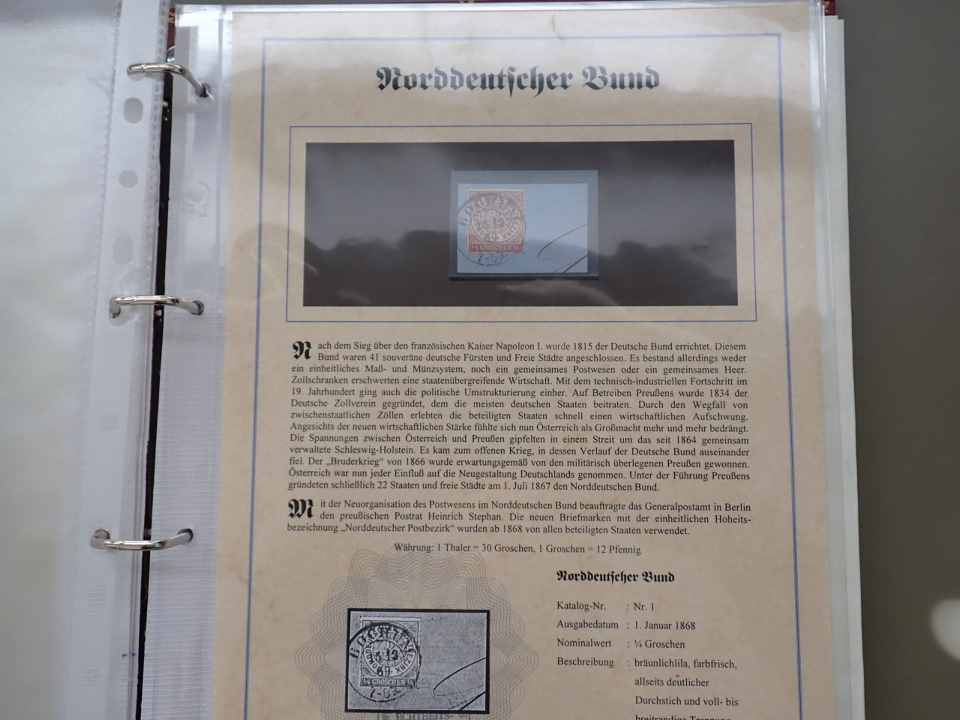 Norddeutscher Bund
¼ GROSCHEN ¼
Nach dem Sieg über den französischen Kaiser Napoleon I. wurde 1815 der Deutsche Bund errichtet. Diesem
Bund waren 41 souveräne deutsche Fürsten und Freie Städte angeschlossen. Es bestand allerdings weder
ein einheitliches Maß- und Münzsystem, noch ein gemeinsames Postwesen oder ein gemeinsames Heer.
Zollschranken erschwerten eine staatenübergreifende Wirtschaft. Mit dem technisch-industriellen Fortschritt im
19. Jahrhundert ging auch die politische Umstrukturierung einher. Auf Betreiben Preußens wurde 1834 der
Deutsche Zollverein gegründet, dem die meisten deutschen Staaten beitraten. Durch den Wegfall von
zwischenstaatlichen Zöllen erlebten die beteiligten Staaten schnell einen wirtschaftlichen Aufschwung.
Angesichts der neuen wirtschaftlichen Stärke fühlte sich nun Österreich als Großmacht mehr und mehr bedrängt.
Die Spannungen zwischen Österreich und Preußen gipfelten in einem Streit um das seit 1864 gemeinsam
verwaltete Schleswig-Holstein. Es kam zum offenen Krieg, in dessen Verlauf der Deutsche Bund auseinander
fiel. Der „Bruderkrieg" von 1866 wurde erwartungsgemäß von den militärisch überlegenen Preußen gewonnen.
Österreich war nun jeder Einfluß auf die Neugestaltung Deutschlands genommen. Unter der Führung Preußens
gründeten schließlich 22 Staaten und freie Städte am 1. Juli 1867 den Norddeutschen Bund.
Mit der Neuorganisation des Postwesens im Norddeutschen Bund beauftragte das Generalpostamt in Berlin
den preußischen Postrat Heinrich Stephan. Die neuen Briefmarken mit der einheitlichen Hoheits-
bezeichnung „Norddeutscher Postbezirk" wurden ab 1868 von allen beteiligten Staaten verwendet.
Währung: 1 Thaler = 30 Groschen, 1 Groschen = 12 Pfennig
Norddeutscher Bund
Katalog-Nr. : Nr. 1
Ausgabedatum : 1. Januar 1868
Nominalwert : ¼ Groschen
Beschreibung : bräunlichlila, farbfrisch,
allseits deutlicher
Durchstich und voll- bis
breitrandige Trennung
¼ GROSCHEN ¼